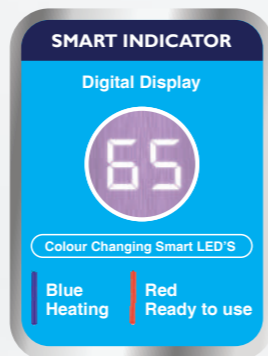 SMART INDICATOR
Digital Display
65
Colour Changing Smart LED'S
Blue
Heating
Red
Ready to use